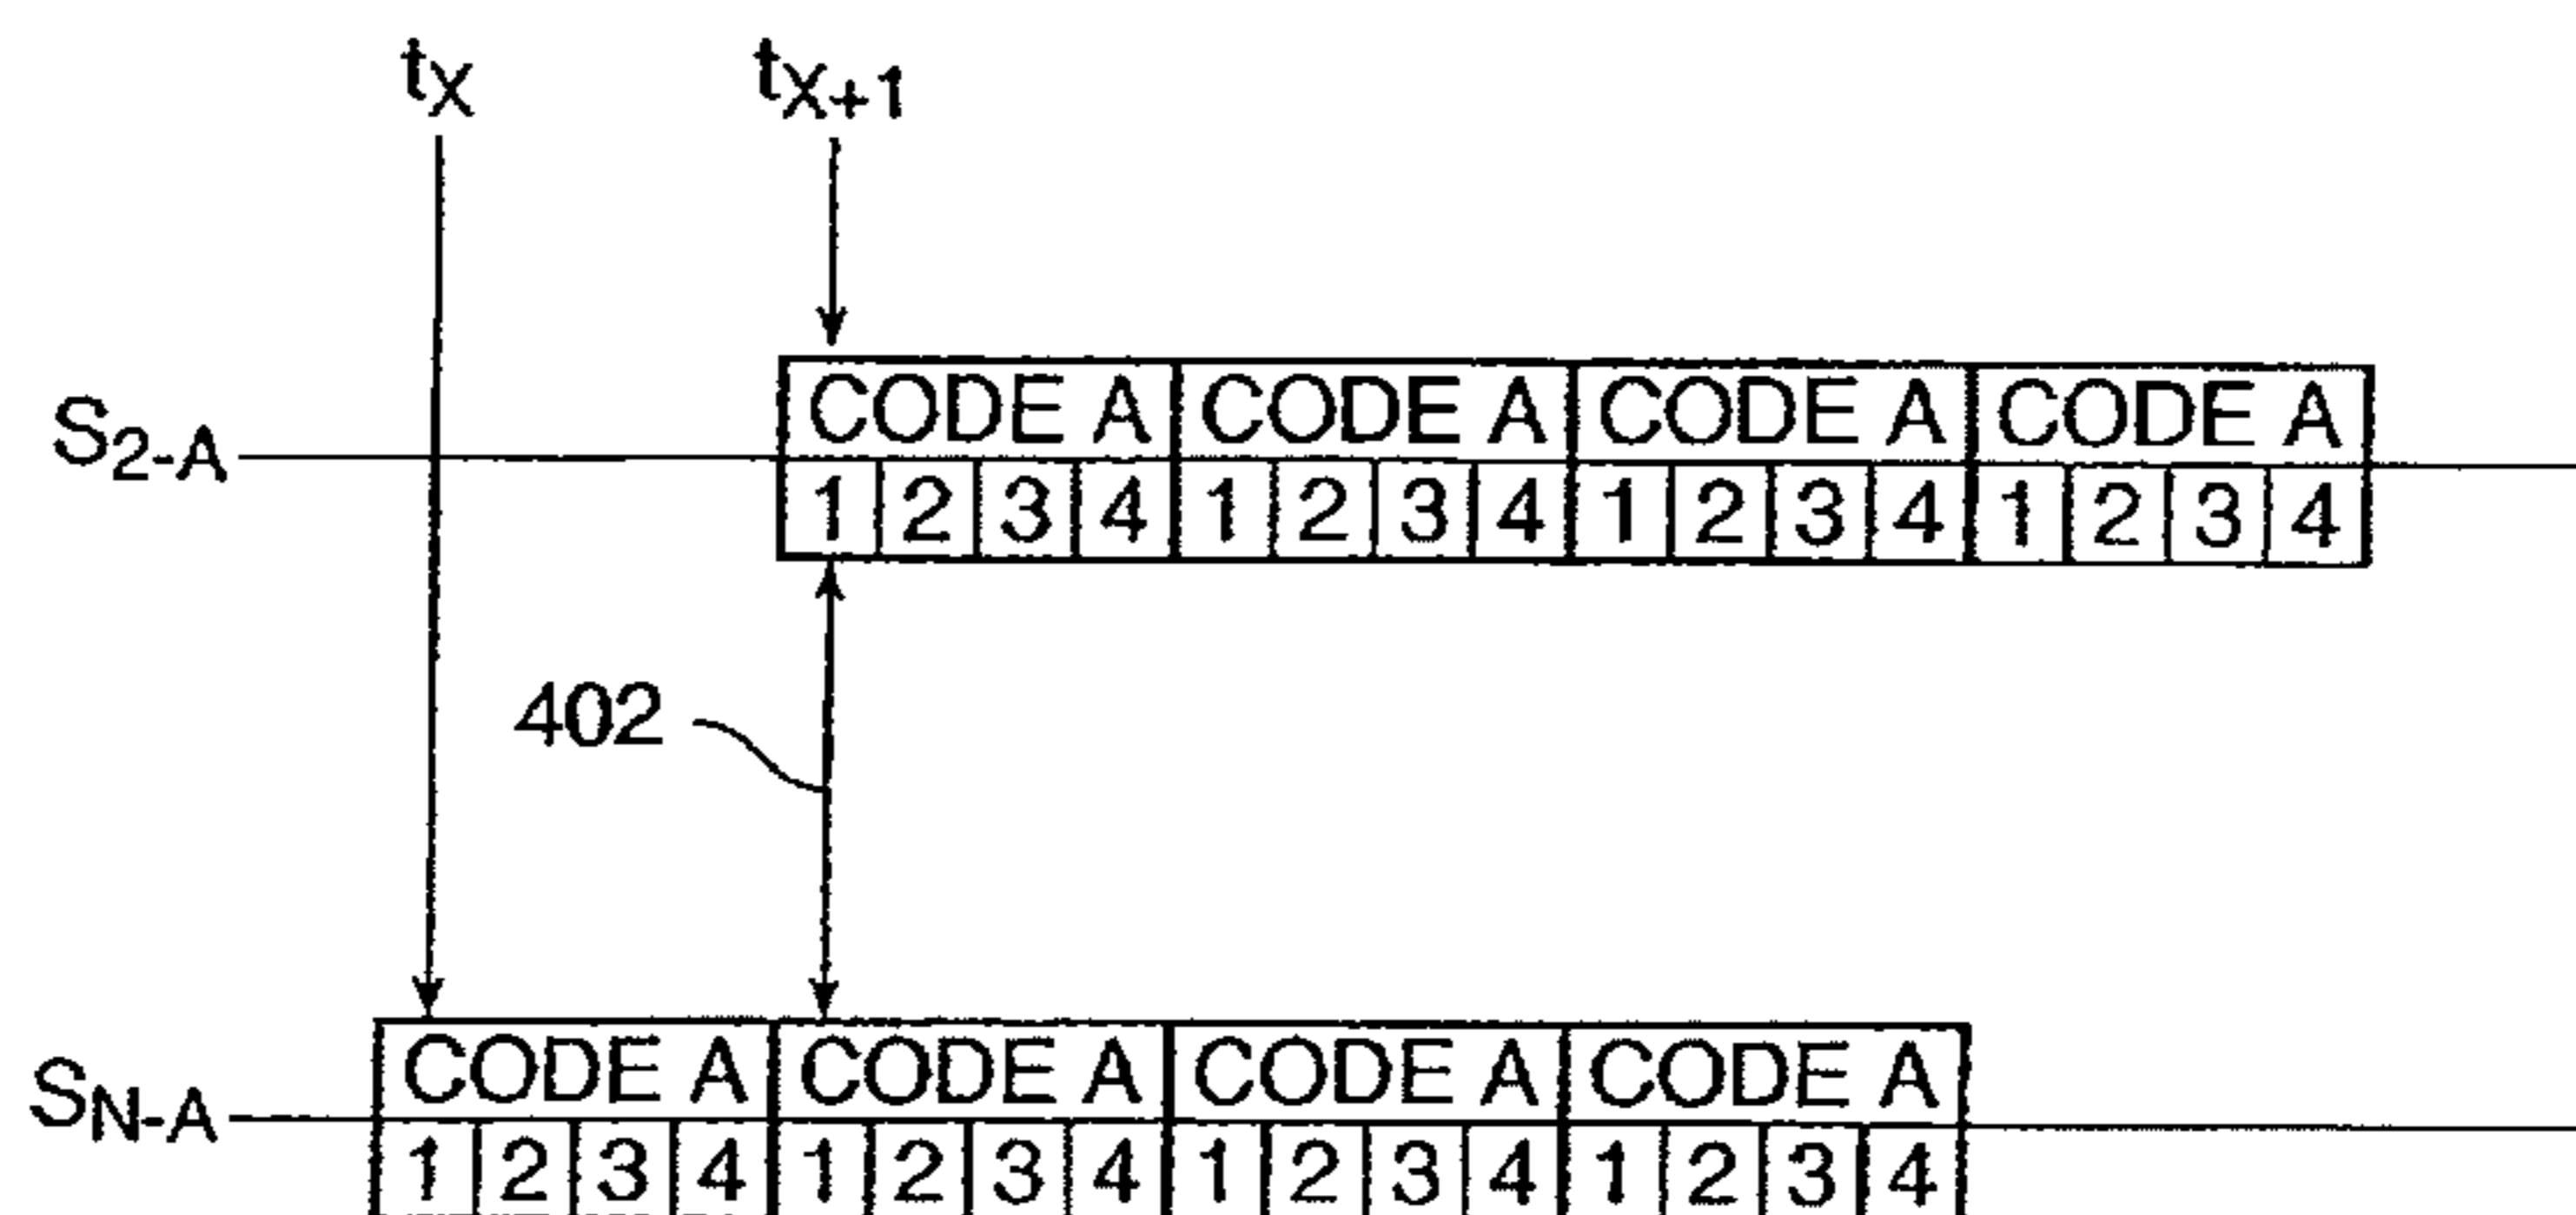 tX tX+1
S2-A CODE A CODE A CODE A CODE A
1 2 3 4 1 2 3 4 1 2 3 4 1 2 3 4
402
SN-A CODE A CODE A CODE A CODE A
1 2 3 4 1 2 3 4 1 2 3 4 1 2 3 4